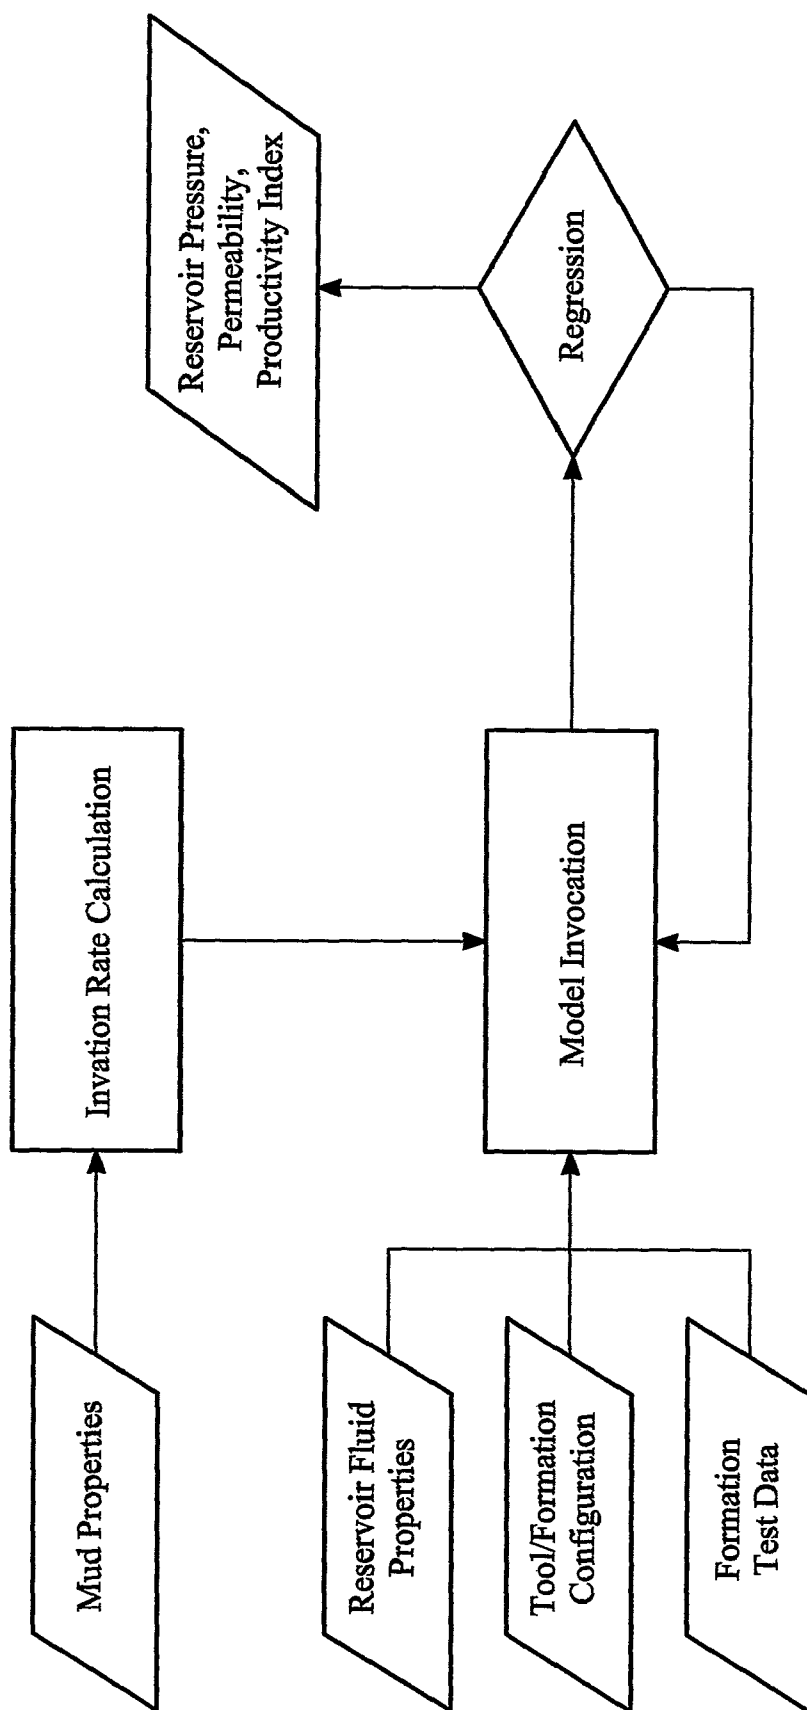 Mud Properties
Invation Rate Calculation
Reservoir Pressure,
Permeability,
Productivity Index
Reservoir Fluid
Properties
Tool/Formation
Configuration
Formation
Test Data
Model Invocation
Regression